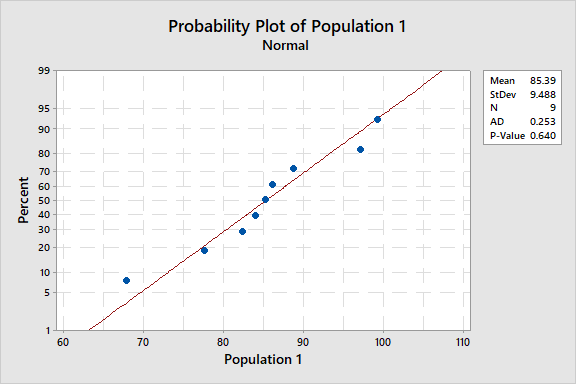 Probability Plot of Population 1
Normal
Mean 85.39
StDev 9.488
N 9
AD 0.253
P-Value 0.640
Percent
99
95
90
80
70
60
50
40
30
20
10
5
1
60 70 80 90 100 110
Population 1